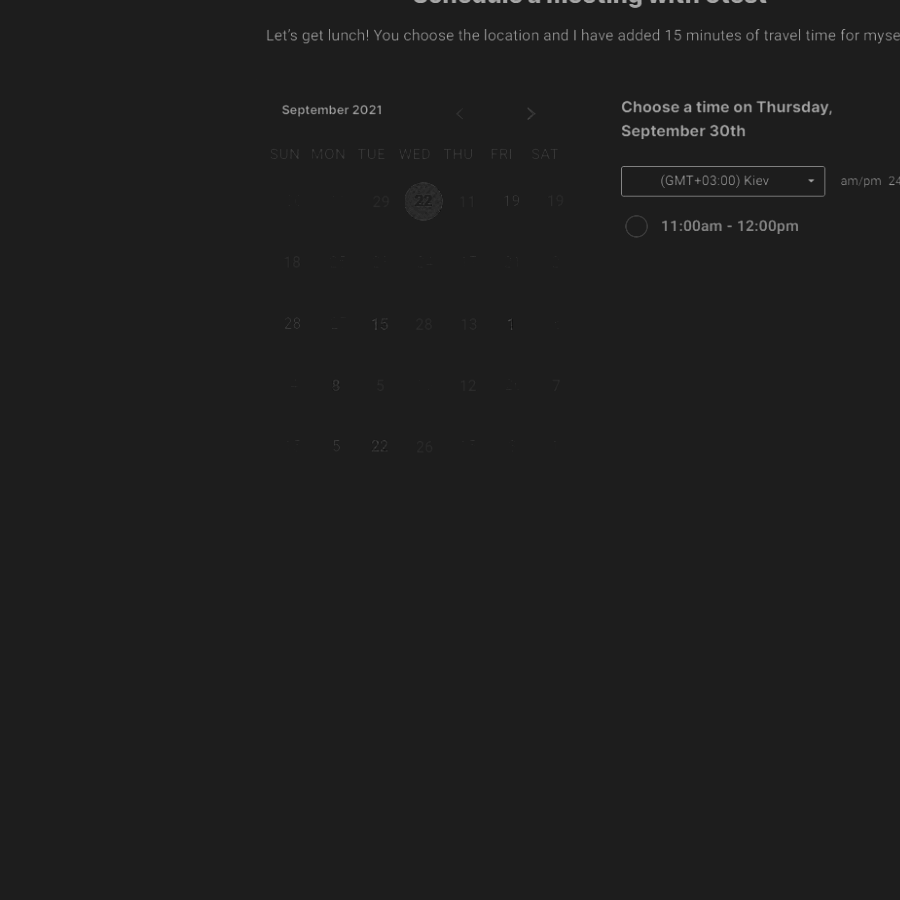 Schedule a meeting with
Let's get lunch! You choose the location and I have added 15 minutes of travel time for myse
September 2021
SUN MON TUE WED THU FRI SAT
29 22 11 19 19
18
28 15 28 13 1
8 5 12 7
5 22 26
Choose a time on Thursday,
September 30th
(GMT+03:00) Kiev
am/pm 24
11:00am - 12:00pm